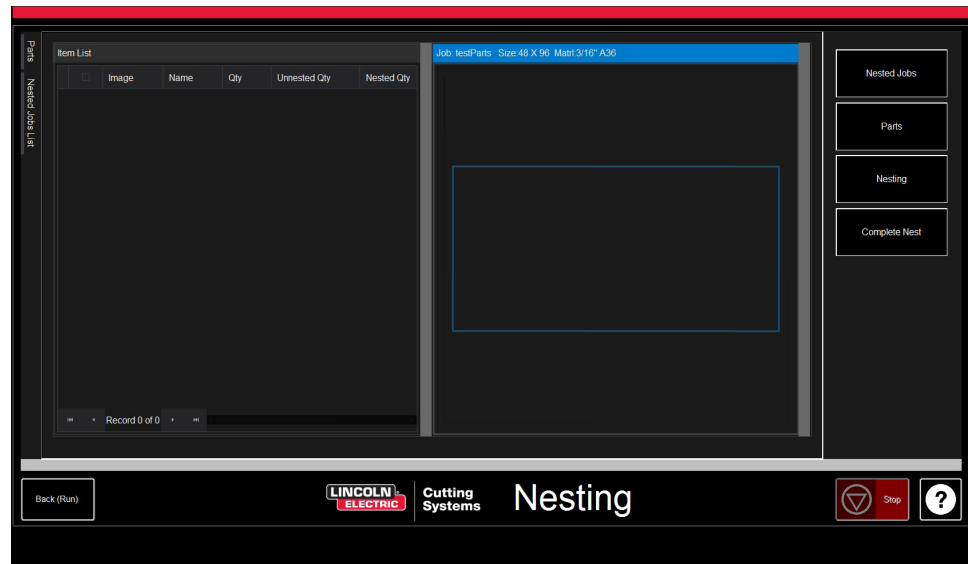 Parts
Nested Jobs List
Item List
Image Name Qty Unnested Qty Nested Qty
Record 0 of 0
Job: testParts Size:48 X 96 Matrl:3/16" A36
Nested Jobs
Parts
Nesting
Complete Nest
Back (Run)
LINCOLN
ELECTRIC
Cutting
Systems
Nesting
Stop
?